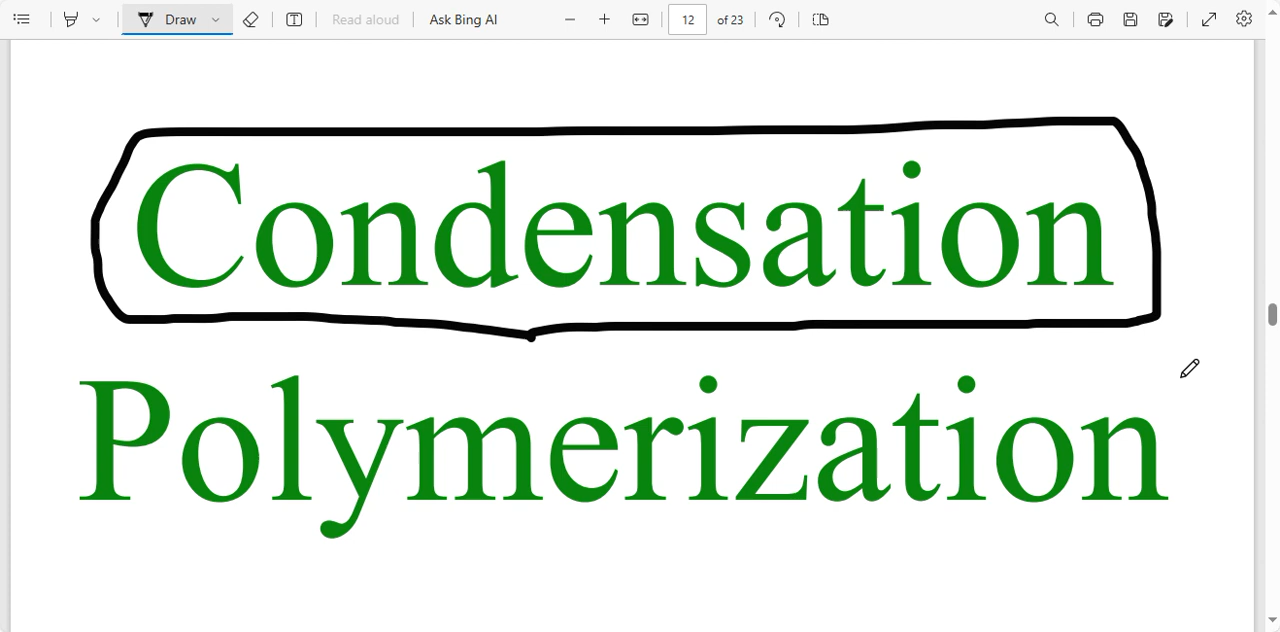 Draw Read aloud Ask Bing AI 12 of 23
Condensation
Polymerization